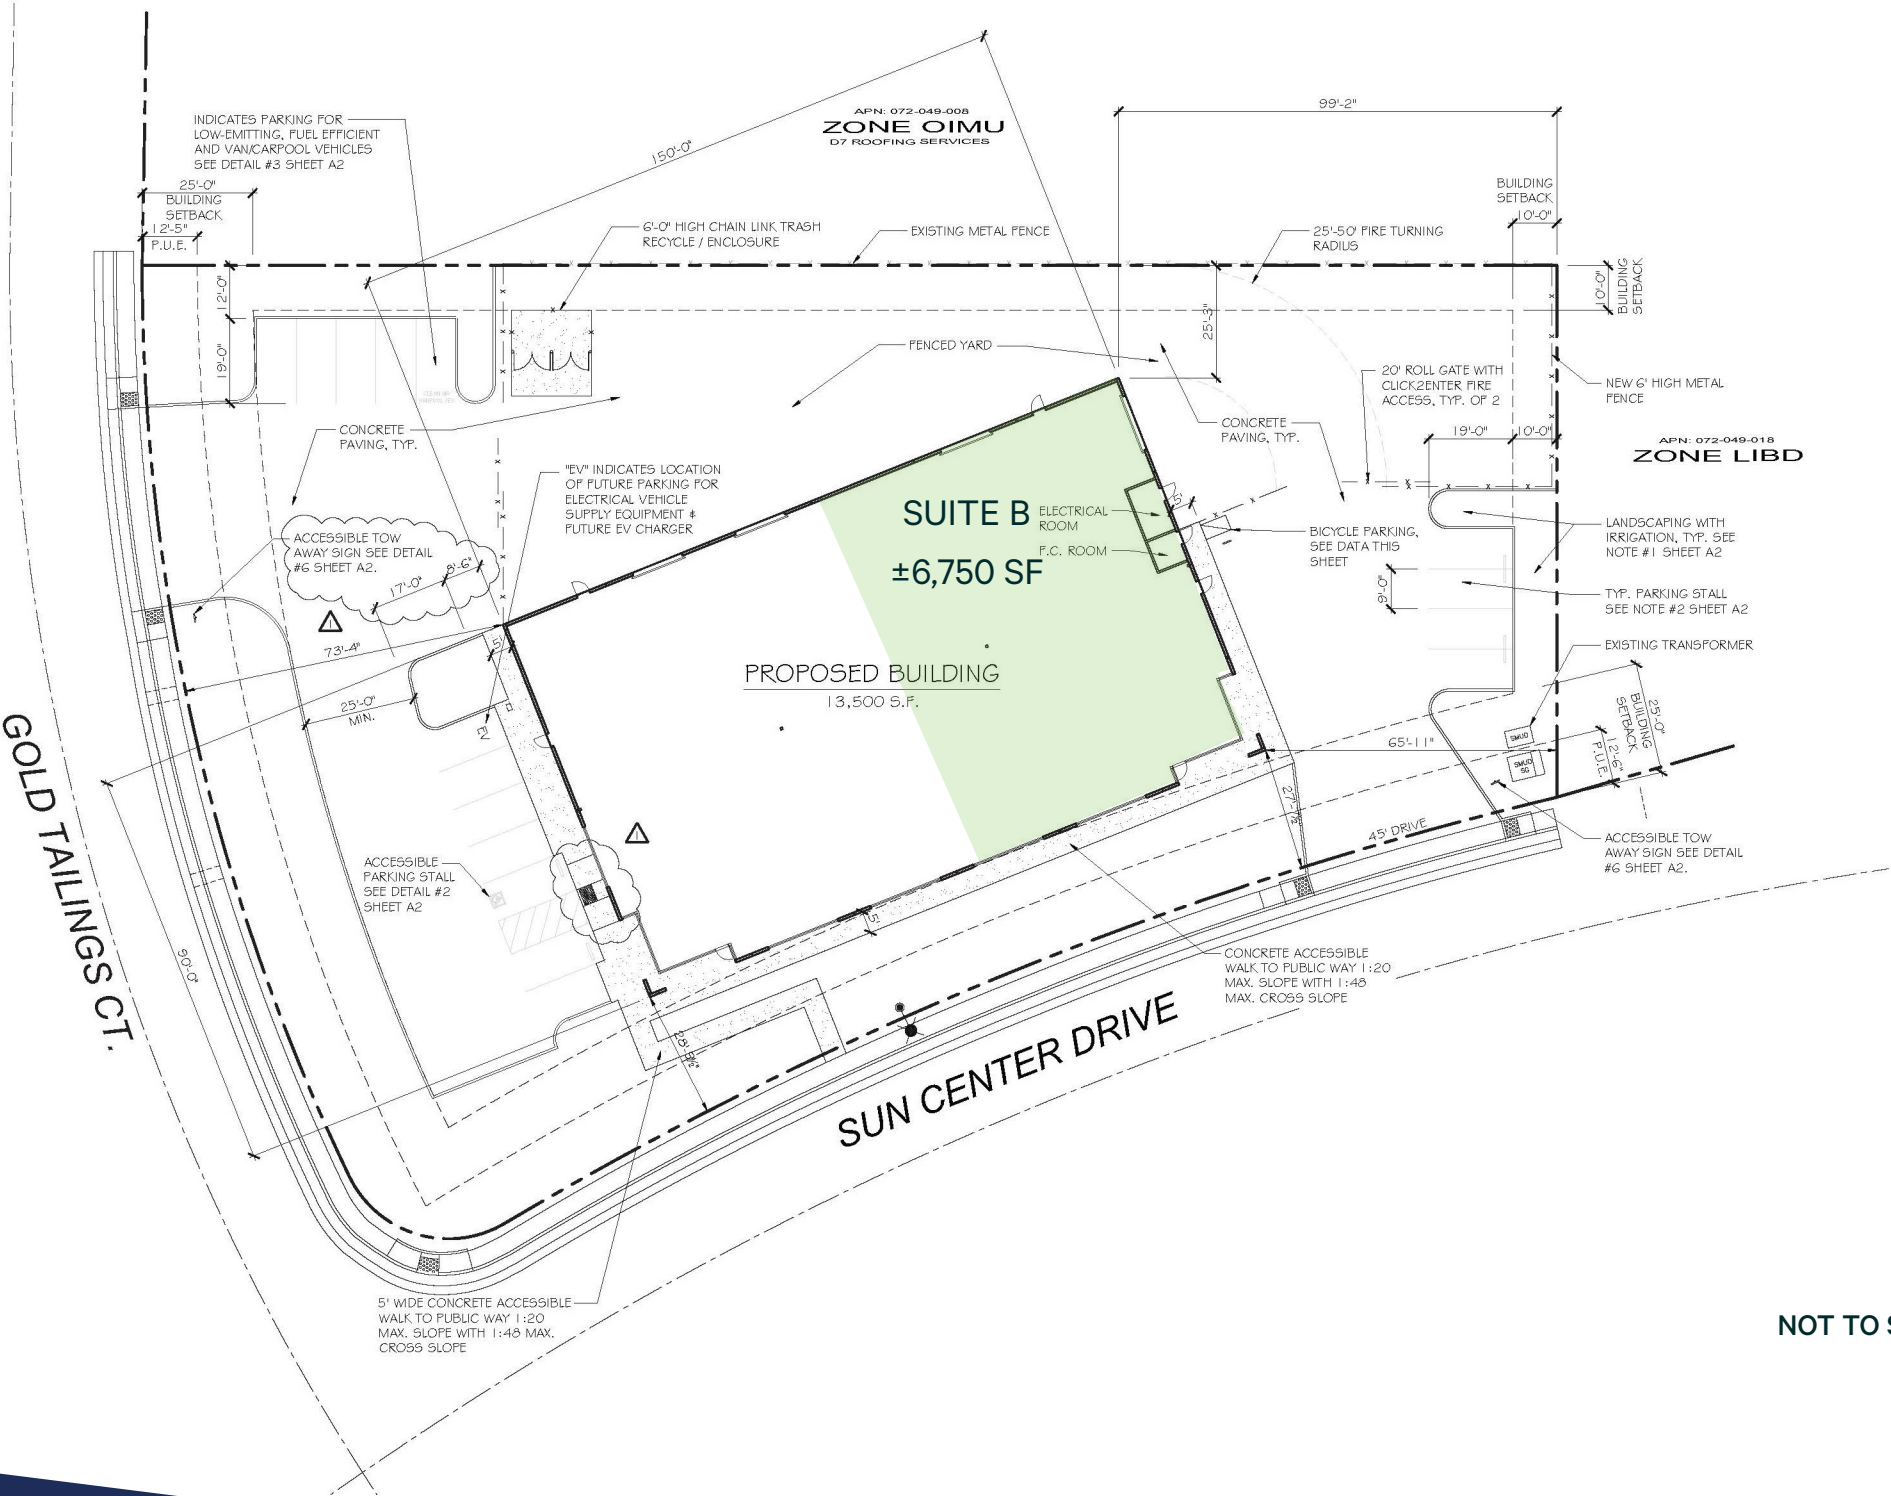 INDICATES PARKING FOR
LOW-EMITTING, FUEL EFFICIENT
AND VAN/CARPOOL VEHICLES
SEE DETAIL #3 SHEET A2
25'-0"
BUILDING
SETBACK
12'-5"
P.U.E.
150'-0"
APN: 072-049-008
ZONE OIMU
D7 ROOFING SERVICES
99'-2"
BUILDING
SETBACK
10'-0"
6'-0" HIGH CHAIN LINK TRASH
RECYCLE / ENCLOSURE
EXISTING METAL FENCE
25'-50' FIRE TURNING
RADIUS
10'-0"
BUILDING
SETBACK
12'-0"
19'-0"
25'-3"
FENCED YARD
20' ROLL GATE WITH
CLICK2ENTER FIRE
ACCESS, TYP. OF 2
NEW 6' HIGH METAL
FENCE
CONCRETE
PAVING, TYP.
CONCRETE
PAVING, TYP.
19'-0"
10'-0"
APN: 072-049-018
ZONE LIBD
"EV" INDICATES LOCATION
OF FUTURE PARKING FOR
ELECTRICAL VEHICLE
SUPPLY EQUIPMENT &
FUTURE EV CHARGER
SUITE B
±6,750 SF
ELECTRICAL
ROOM
F.C. ROOM
5'
BICYCLE PARKING,
SEE DATA THIS
SHEET
LANDSCAPING WITH
IRRIGATION, TYP. SEE
NOTE #1 SHEET A2
ACCESSIBLE TOW
AWAY SIGN SEE DETAIL
#6 SHEET A2.
17'-0"
8'-6"
9'-0"
TYP. PARKING STALL
SEE NOTE #2 SHEET A2
1
73'-4"
5'
EXISTING TRANSFORMER
PROPOSED BUILDING
13,500 S.F.
25'-0"
MIN.
EV
25'-0"
BUILDING
SETBACK
12'-6"
P.U.E.
SMUD
SMUD
SG
65'-11"
GOLD TAILINGS CT.
27'-7½"
45' DRIVE
1
ACCESSIBLE TOW
AWAY SIGN SEE DETAIL
#6 SHEET A2.
ACCESSIBLE
PARKING STALL
SEE DETAIL #2
SHEET A2
5'
90'-0"
CONCRETE ACCESSIBLE
WALK TO PUBLIC WAY 1:20
MAX. SLOPE WITH 1:48
MAX. CROSS SLOPE
SUN CENTER DRIVE
5' WIDE CONCRETE ACCESSIBLE
WALK TO PUBLIC WAY 1:20
MAX. SLOPE WITH 1:48 MAX.
CROSS SLOPE
NOT TO